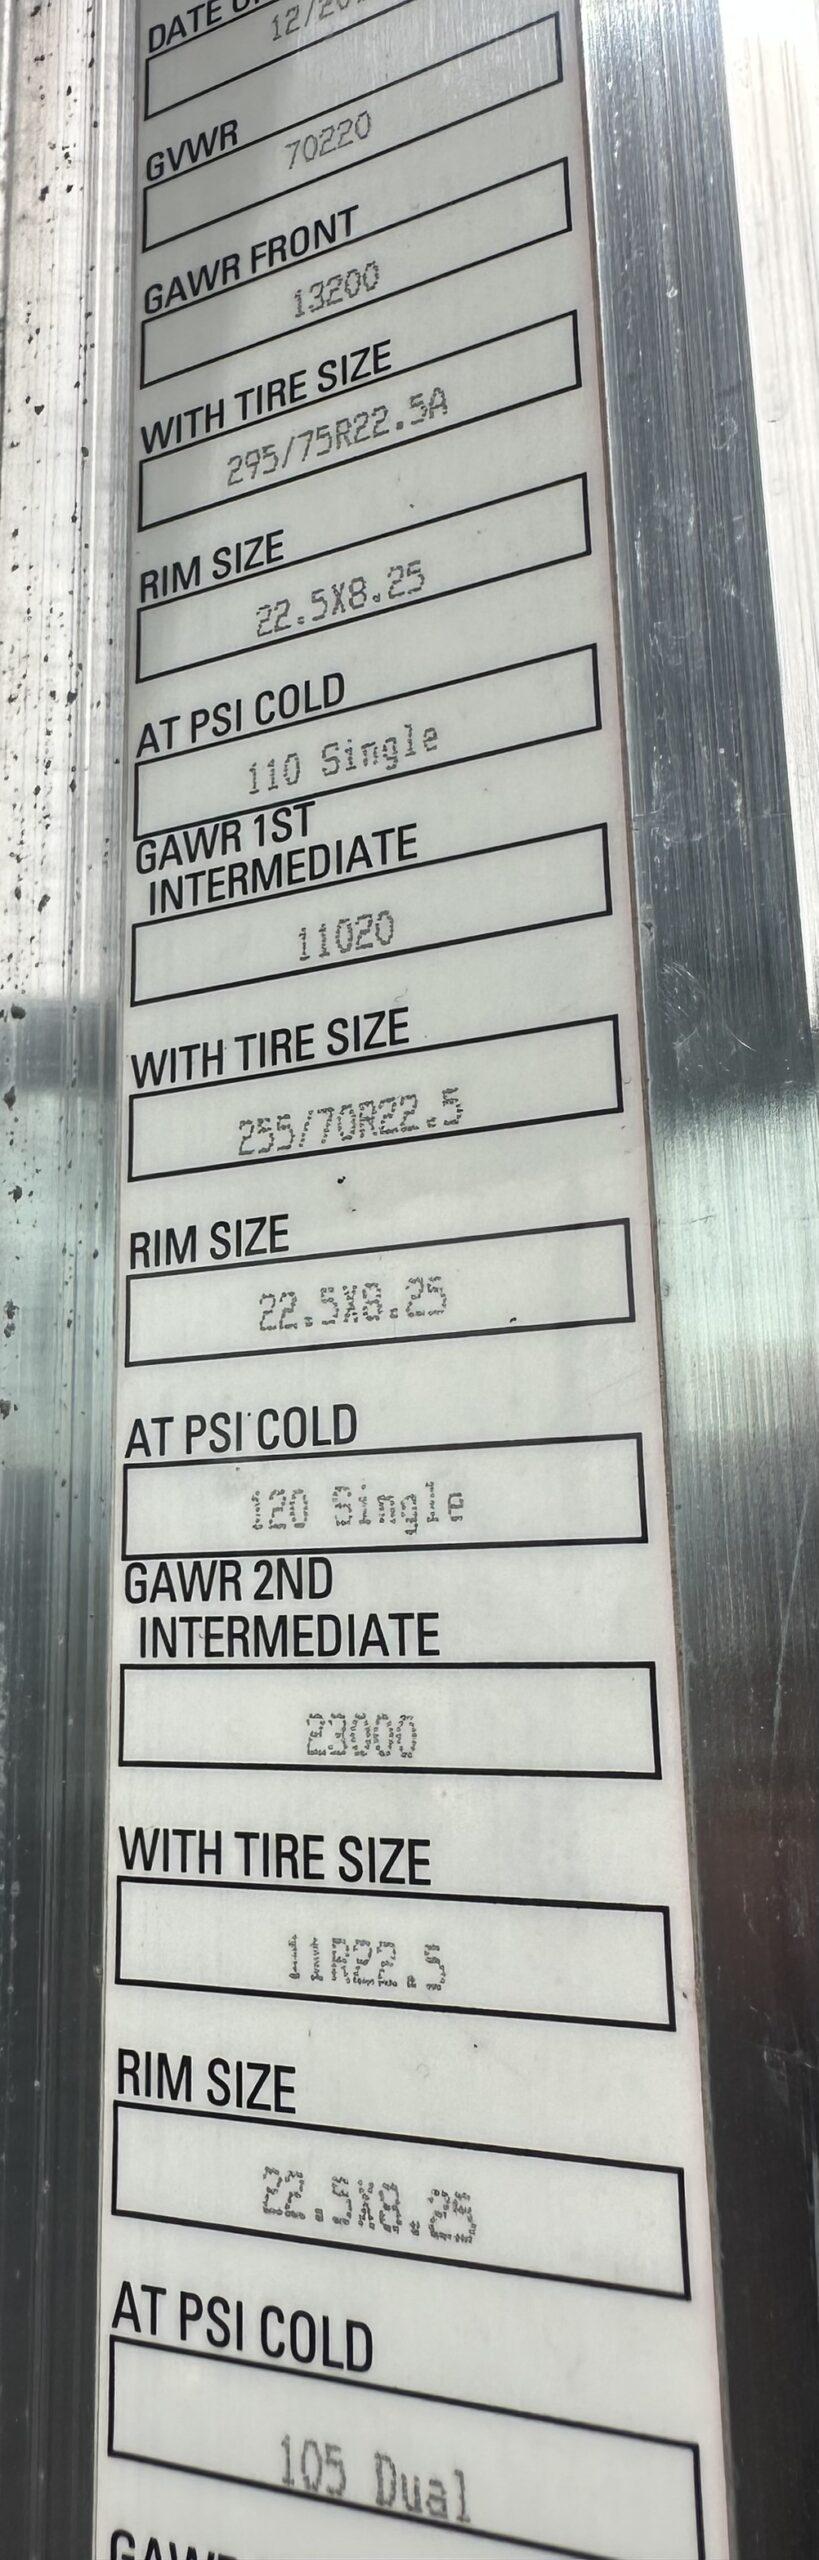 12/20
GVWR
70220
GAWR FRONT
13200
WITH TIRE SIZE
295/75R22.5A
RIM SIZE
22.5X8.25
AT PSI COLD
110 Single
GAWR 1ST
INTERMEDIATE
11020
WITH TIRE SIZE
255/70R22.5
RIM SIZE
22.5X8.25
AT PSI COLD
120 Single
GAWR 2ND
INTERMEDIATE
WITH TIRE SIZE
11R22.5
RIM SIZE
22.5X8.25
AT PSI COLD
105 Dual